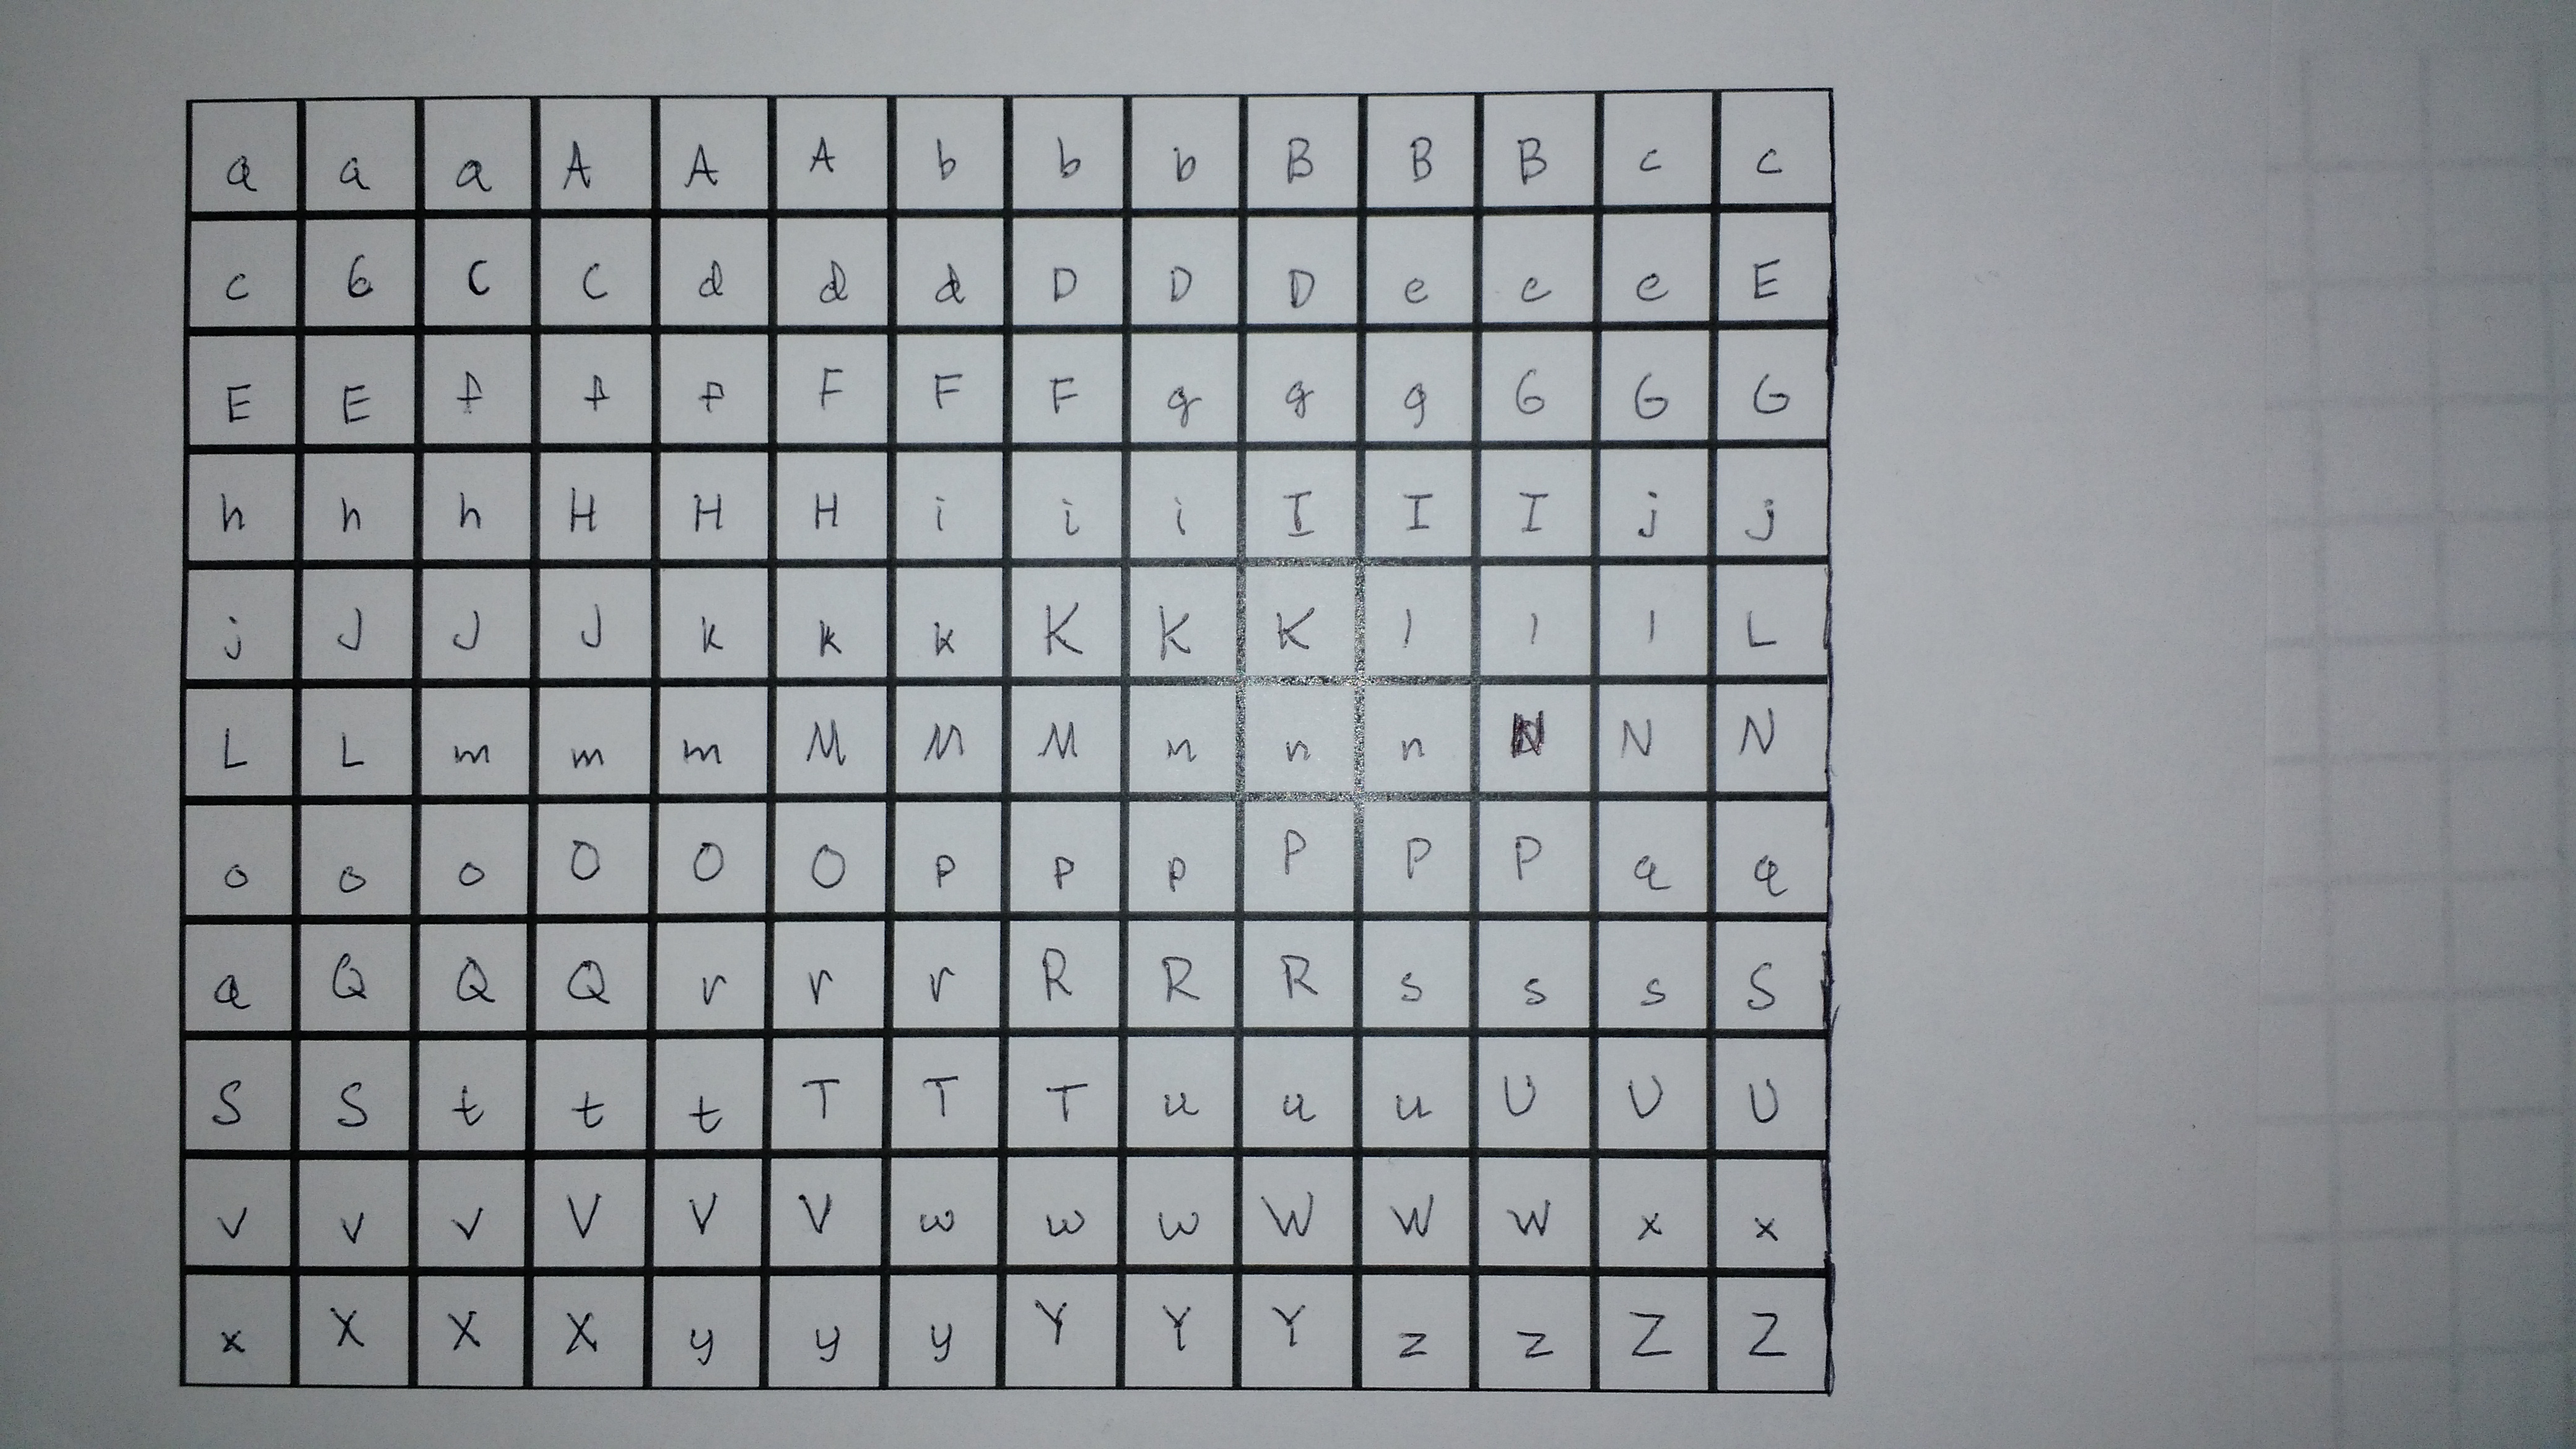 a a a A A A b b b B B B c c
c 6 C C d d d D D D e e e E
E E f f f F F F g g g G G G
h h h H H H i i i I I I j j
j J J J k k k K K K l l l L
L L m m m M M M n n n N N N
o o o O O O p p p P P P q q
q Q Q Q r r r R R R s s s S
S S t t t T T T u u u U U U
v v v V V V w w w W W W x x
x X X X y y y Y Y Y z z Z Z